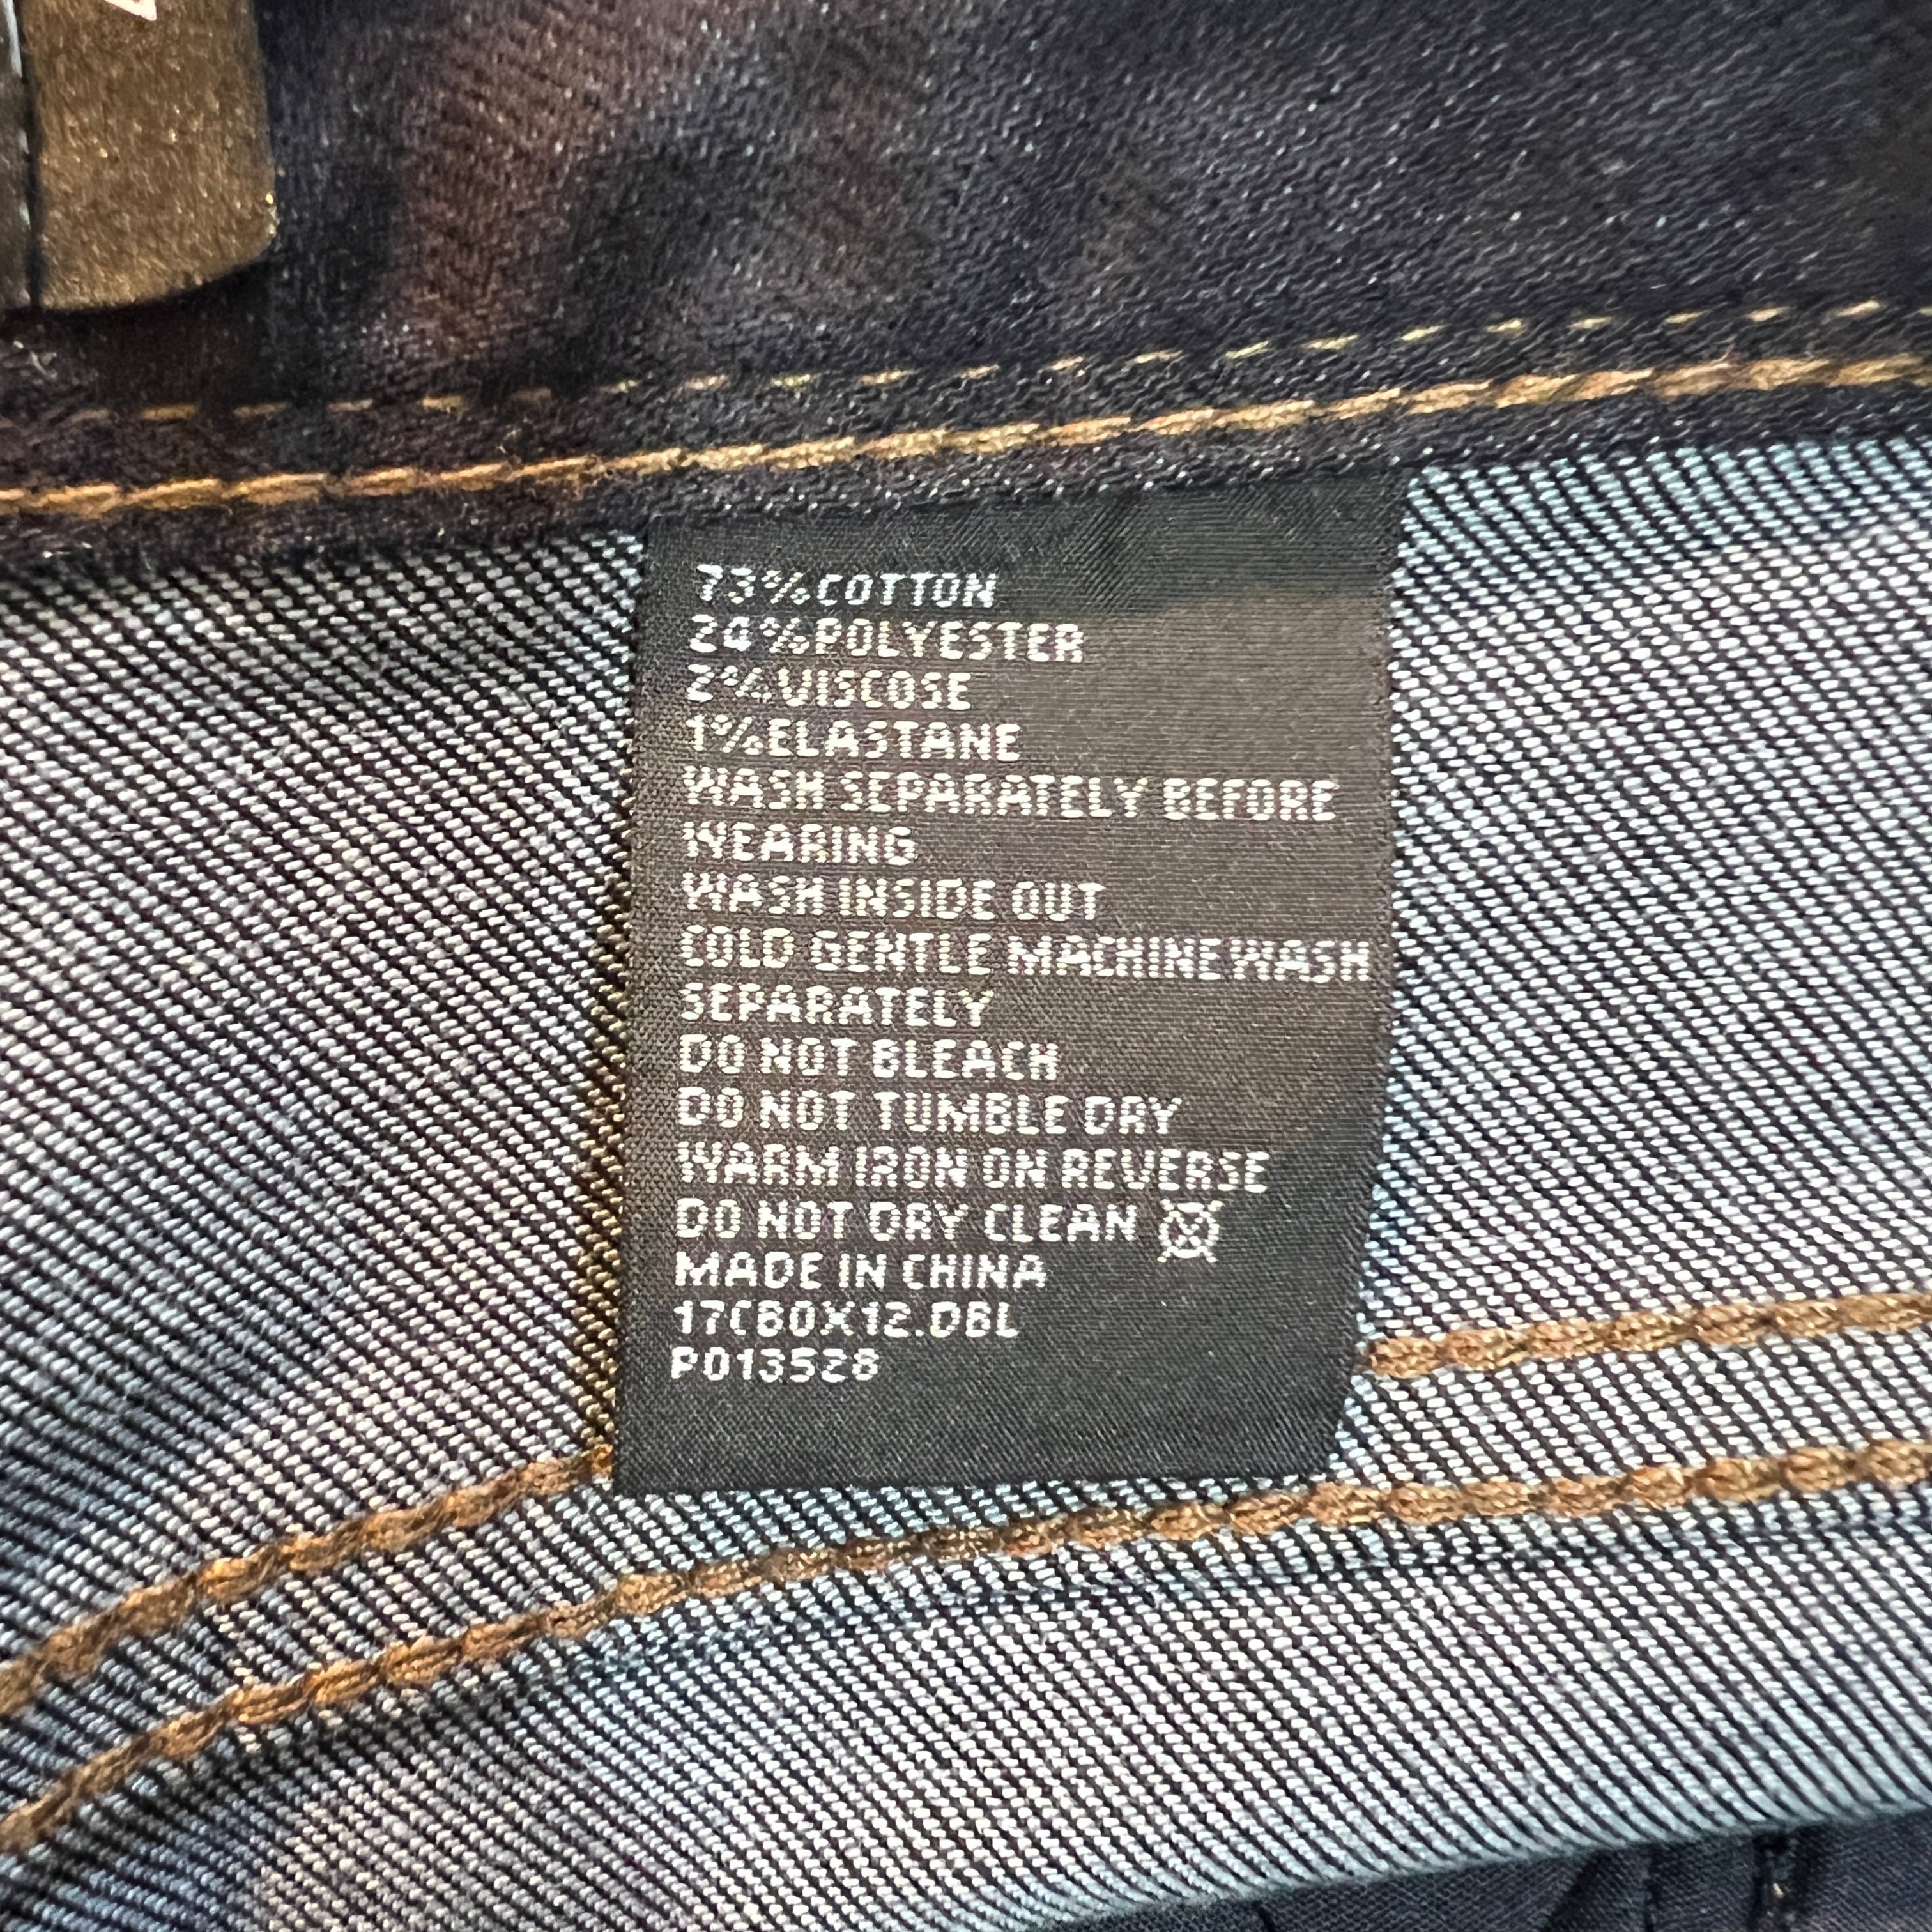 73%COTTON
24%POLYESTER
2%VISCOSE
1%ELASTANE
WASH SEPARATELY BEFORE
WEARING
WASH INSIDE OUT
COLD GENTLE MACHINE WASH
SEPARATELY
DO NOT BLEACH
DO NOT TUMBLE DRY
WARM IRON ON REVERSE
DO NOT DRY CLEAN
MADE IN CHINA
17CBOX12.DBL
PO13528